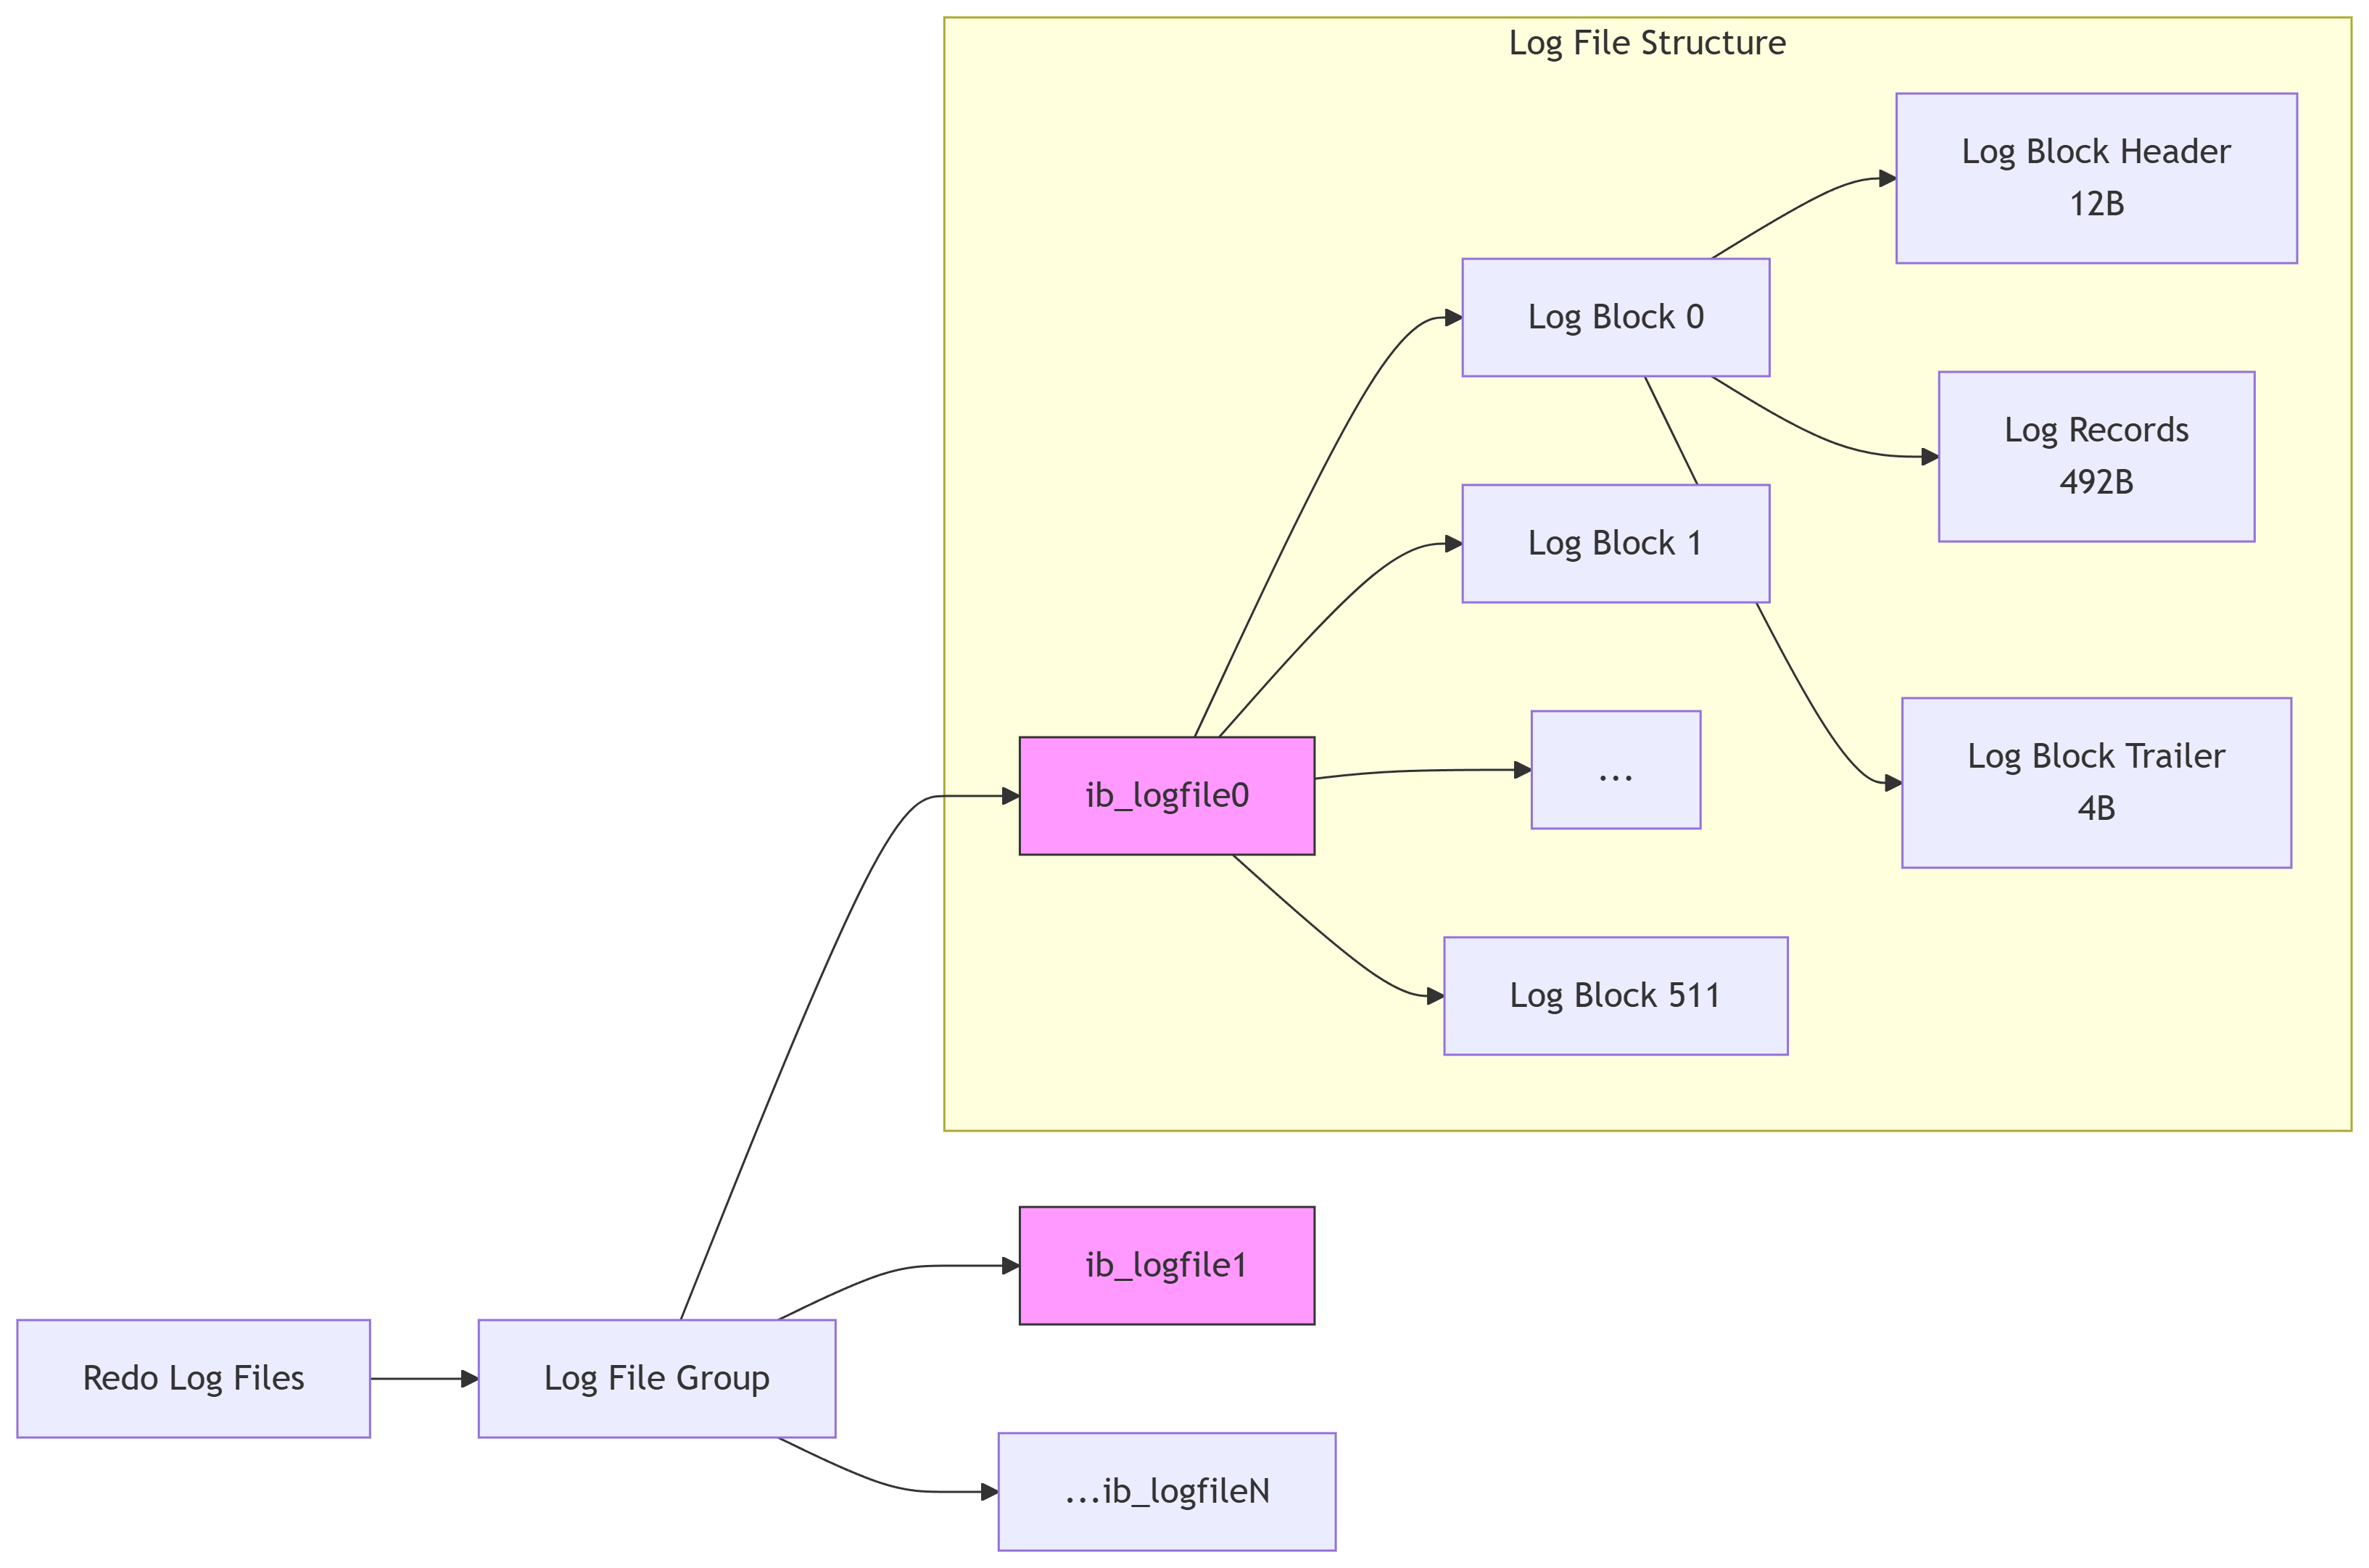 Log File Structure
Log Block Header
12B
Log Block 0
Log Records
492B
Log Block 1
Log Block Trailer
4B
...
ib_logfile0
Log Block 511
ib_logfile1
Redo Log Files
Log File Group
...ib_logfileN